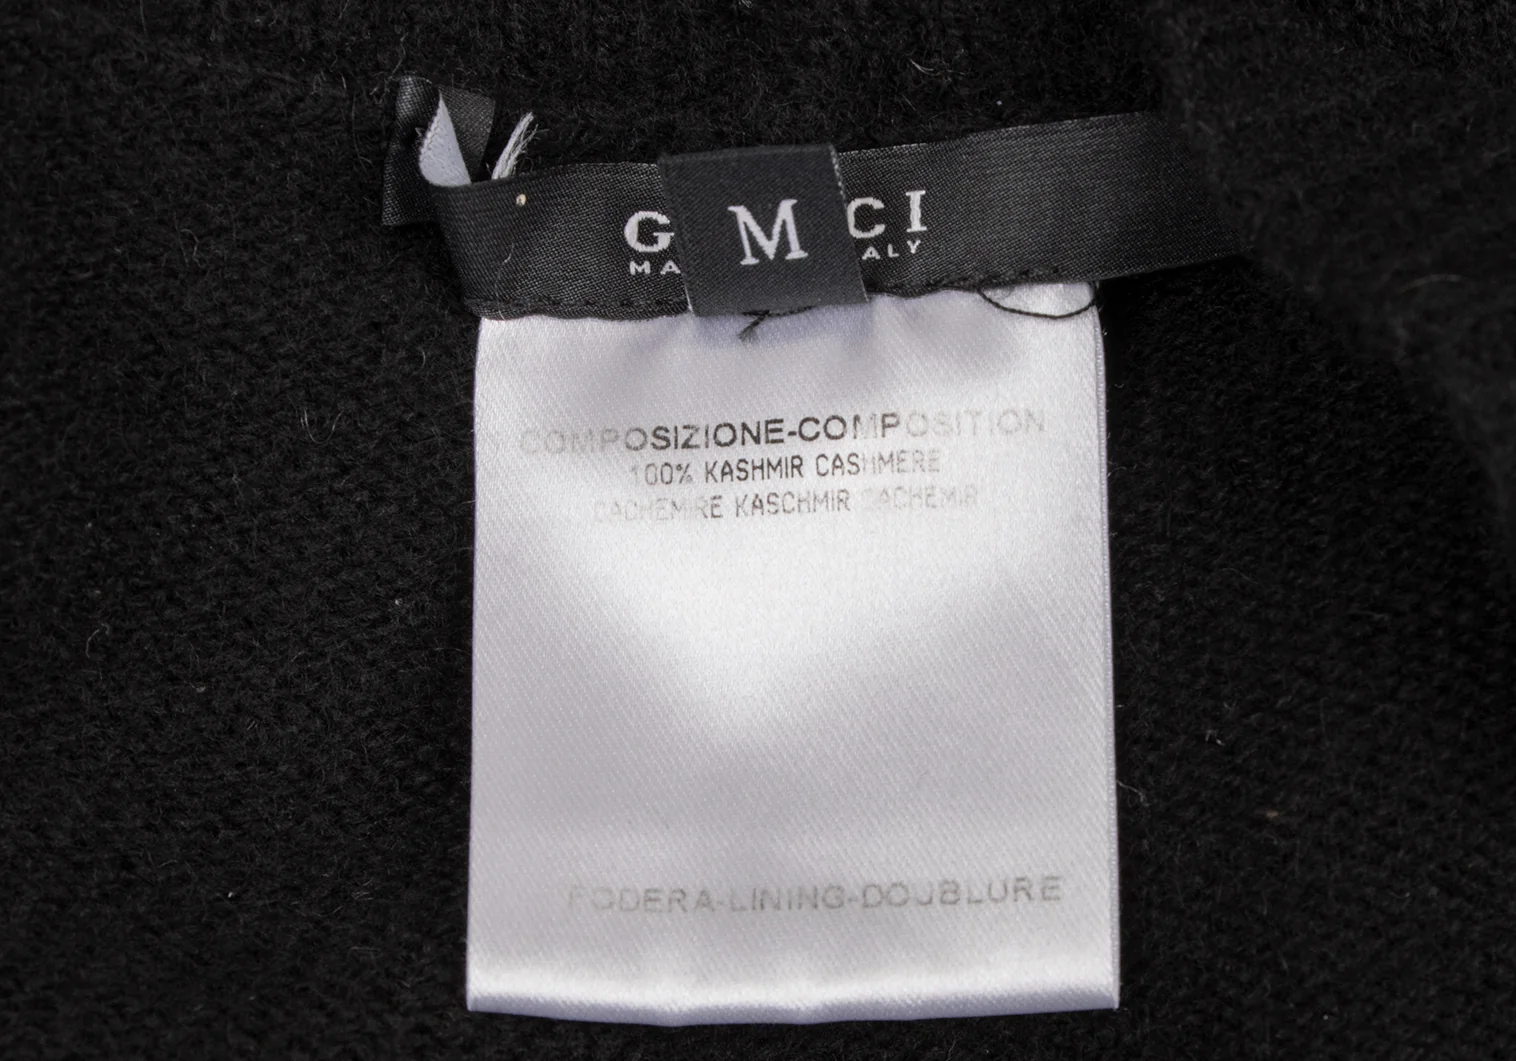 G M CI
MA ALY
COMPOSIZIONE-COMPOSITION
100% KASHMIR CASHMERE
CACHEMIRE KASCHMIR CACHEMIR
FODERA-LINING-DOUBLURE